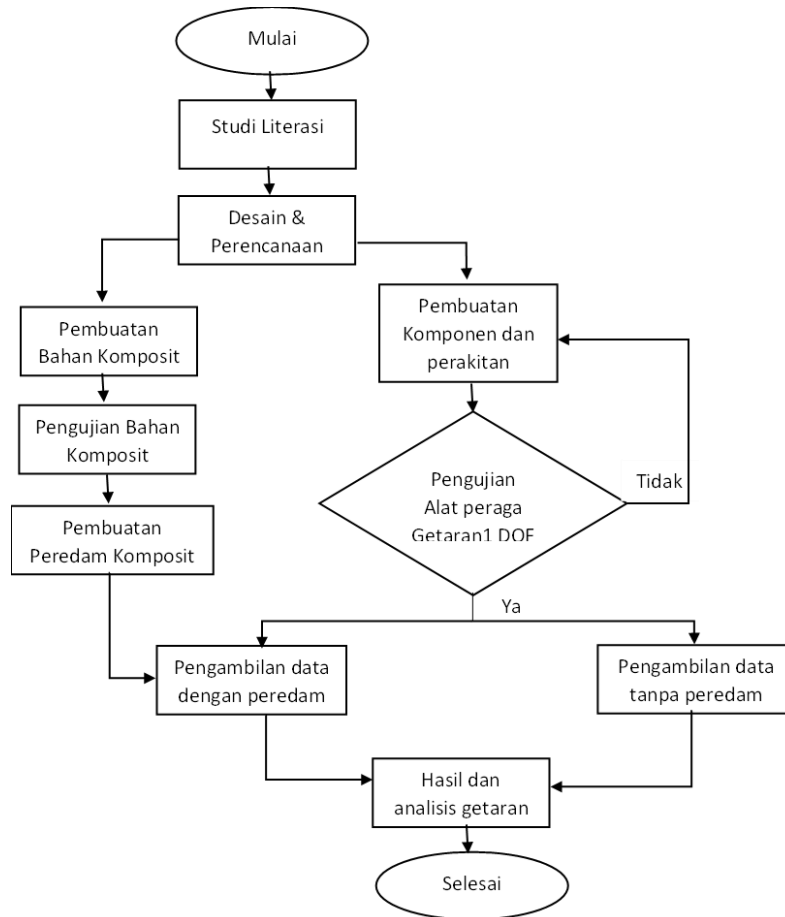 Mulai
Studi Literasi
Desain &
Perencanaan
Pembuatan
Bahan Komposit
Pembuatan
Komponen dan
perakitan
Pengujian Bahan
Komposit
Pengujian
Alat peraga
Getaran1 DOF
Tidak
Pembuatan
Peredam Komposit
Ya
Pengambilan data
dengan peredam
Pengambilan data
tanpa peredam
Hasil dan
analisis getaran
Selesai